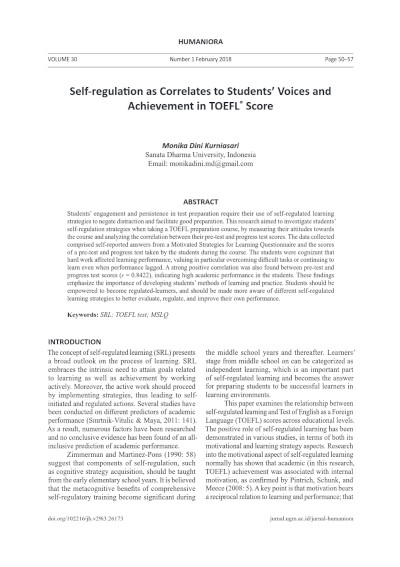 HUMANIORA
VOLUME 30 Number 1 February 2018 Page 50–57
Self-regulation as Correlates to Students' Voices and
Achievement in TOEFL® Score
Monika Dini Kurniasari
Sanata Dharma University, Indonesia
Email: monikadini.md@gmail.com
ABSTRACT
Students' engagement and persistence in test preparation require their use of self-regulated learning
strategies to negate distraction and facilitate good preparation. This research aimed to investigate students'
self-regulation strategies when taking a TOEFL preparation course, by measuring their attitudes towards
the course and analyzing the correlation between their pre-test and progress test scores. The data collected
comprised self-reported answers from a Motivated Strategies for Learning Questionnaire and the scores
of a pre-test and progress test taken by the students during the course. The students were cognizant that
hard work affected learning performance, valuing in particular overcoming difficult tasks or continuing to
learn even when performance lagged. A strong positive correlation was also found between pre-test and
progress test scores (r = 0.8422), indicating high academic performance in the students. These findings
emphasize the importance of developing students' methods of learning and practice. Students should be
empowered to become regulated-learners, and should be made more aware of different self-regulated
learning strategies to better evaluate, regulate, and improve their own performance.
Keywords: SRL; TOEFL test; MSLQ
INTRODUCTION
The concept of self-regulated learning (SRL) presents
a broad outlook on the process of learning. SRL
embraces the intrinsic need to attain goals related
to learning as well as achievement by working
actively. Moreover, the active work should proceed
by implementing strategies, thus leading to self-
initiated and regulated actions. Several studies have
been conducted on different predictors of academic
performance (Smrtnik-Vitulic & Maya, 2011: 141).
As a result, numerous factors have been researched
and no conclusive evidence has been found of an all-
inclusive prediction of academic performance.
Zimmerman and Martinez-Pons (1990: 58)
suggest that components of self-regulation, such
as cognitive strategy acquisition, should be taught
from the early elementary school years. It is believed
that the metacognitive benefits of comprehensive
self-regulatory training become significant during
the middle school years and thereafter. Learners'
stage from middle school on can be categorized as
independent learning, which is an important part
of self-regulated learning and becomes the answer
for preparing students to be successful learners in
learning environments.
This paper examines the relationship between
self-regulated learning and Test of English as a Foreign
Language (TOEFL) scores across educational levels.
The positive role of self-regulated learning has been
demonstrated in various studies, in terms of both its
motivational and learning strategy aspects. Research
into the motivational aspect of self-regulated learning
normally has shown that academic (in this research,
TOEFL) achievement was associated with internal
motivation, as confirmed by Pintrich, Schunk, and
Meece (2008: 5). A key point is that motivation bears
a reciprocal relation to learning and performance; that
doi.org/102216/jh.v2963.26173 jurnal.ugm.ac.id/jurnal-humaniora